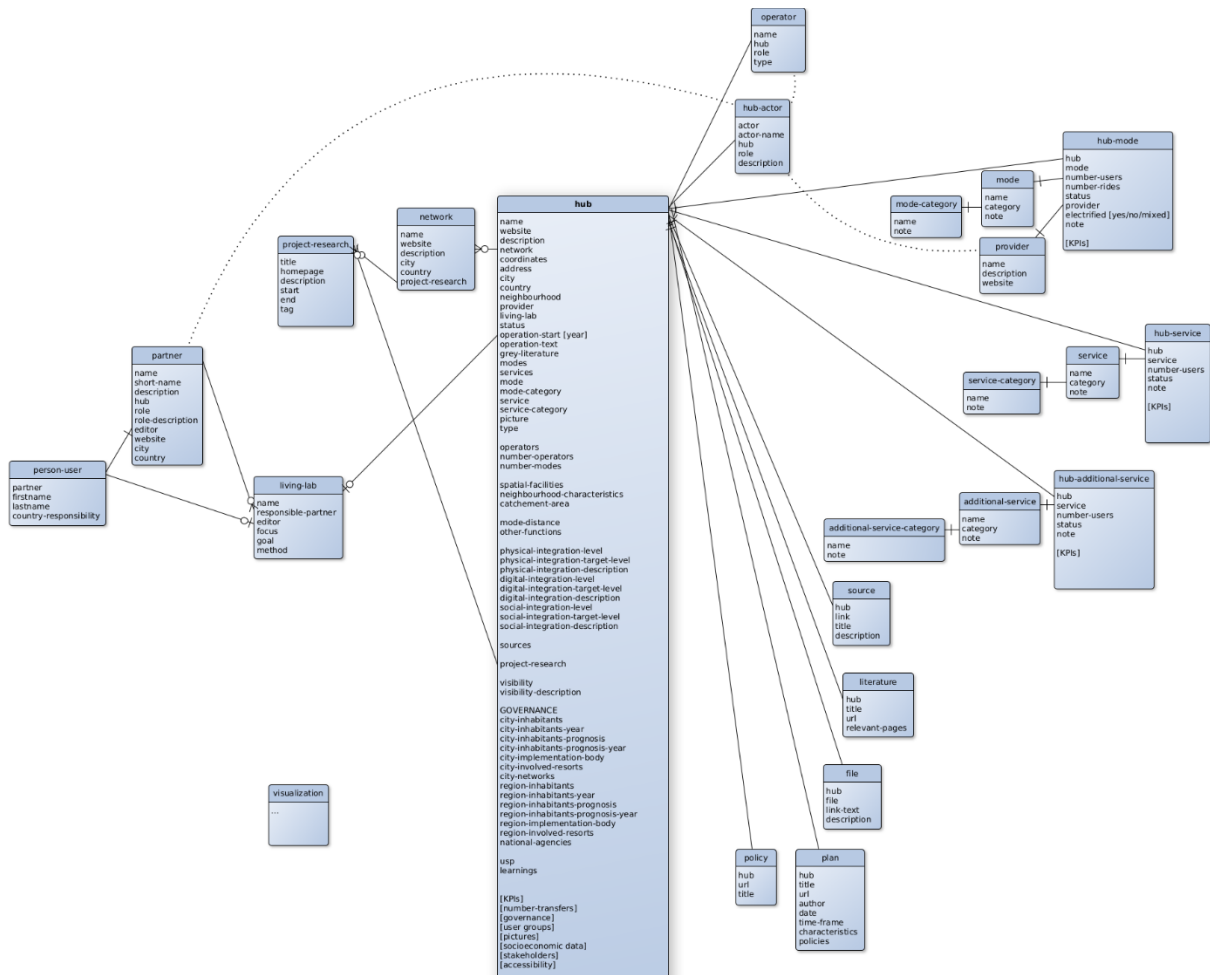 operator
name
hub
role
type
hub-actor
actor
actor-name
hub
role
description
hub-mode
hub
mode
number-users
number-rides
status
provider
electrified [yes/no/mixed]
note
[KPIs]
mode
name
category
note
mode-category
name
note
provider
name
description
website
network
name
website
description
city
country
project-research
project-research
title
homepage
description
start
end
tag
hub
name
website
description
network
coordinates
address
city
country
neighbourhood
provider
living-lab
status
operation-start [year]
operation-text
grey-literature
modes
services
mode
mode-category
service
service-category
picture
type
operators
number-operators
number-modes
spatial-facilities
neighbourhood-characteristics
catchement-area
mode-distance
other-functions
physical-integration-level
physical-integration-target-level
physical-integration-description
digital-integration-level
digital-integration-target-level
digital-integration-description
social-integration-level
social-integration-target-level
social-integration-description
sources
project-research
visibility
visibility-description
GOVERNANCE
city-inhabitants
city-inhabitants-year
city-inhabitants-prognosis
city-inhabitants-prognosis-year
city-implementation-body
city-involved-resorts
city-networks
region-inhabitants
region-inhabitants-year
region-inhabitants-prognosis
region-inhabitants-prognosis-year
region-implementation-body
region-involved-resorts
national-agencies
usp
learnings
[KPIs]
[number-transfers]
[governance]
[user groups]
[pictures]
[socioeconomic data]
[stakeholders]
[accessibility]
partner
name
short-name
description
hub
role
role-description
editor
website
city
country
person-user
partner
firstname
lastname
country-responsibility
living-lab
name
responsible-partner
editor
focus
goal
method
hub-service
hub
service
number-users
status
note
[KPIs]
service
name
category
note
service-category
name
note
hub-additional-service
hub
service
number-users
status
note
[KPIs]
additional-service
name
category
note
additional-service-category
name
note
source
hub
link
title
description
literature
hub
title
url
relevant-pages
file
hub
file
link-text
description
visualization
...
policy
hub
url
title
plan
hub
title
url
author
date
time-frame
characteristics
policies